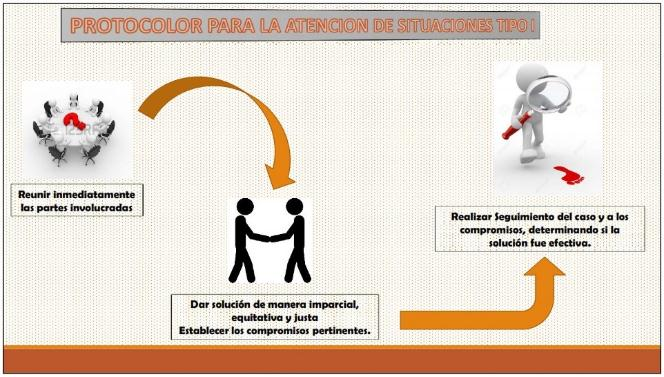 PROTOCOLOR PARA LA ATENCION DE SITUACIONES TIPO I
Reunir inmediatamente
las partes involucradas
Dar solución de manera imparcial,
equitativa y justa
Establecer los compromisos pertinentes.
Realizar Seguimiento del caso y a los
compromisos, determinando si la
solución fue efectiva.